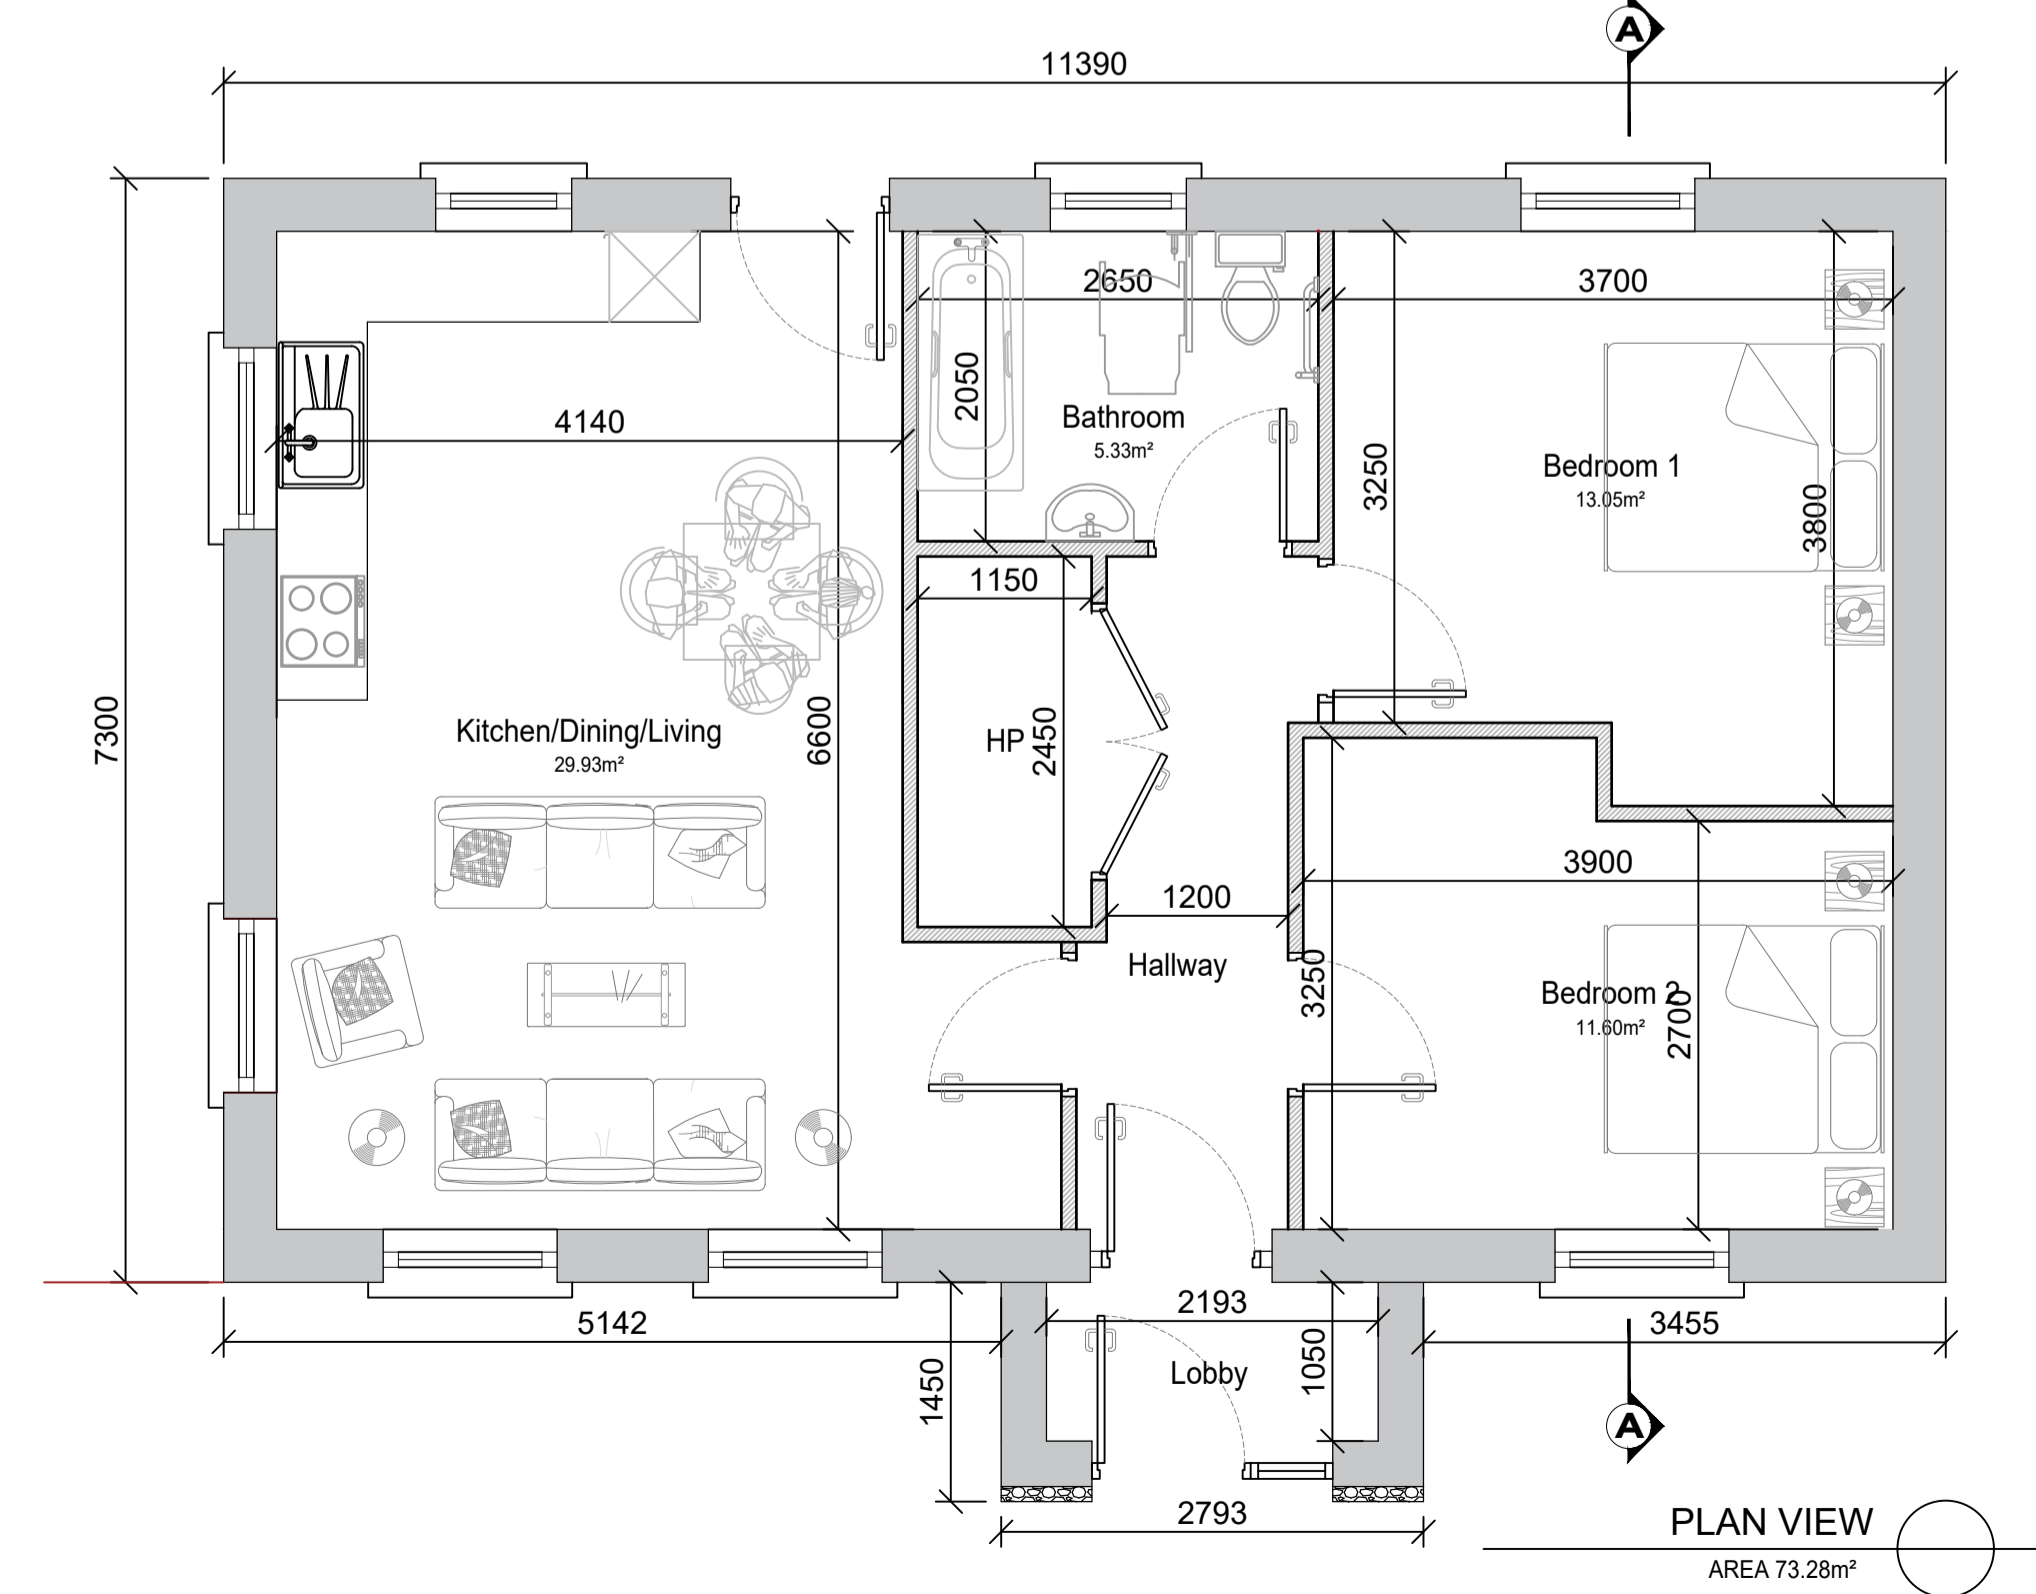 A
11390
2650
3700
2050
4140
Bathroom
5.33m²
3250
Bedroom 1
13.05m²
3800
1150
7300
Kitchen/Dining/Living
29.93m²
6600
HP
2450
3900
1200
Hallway
3250
Bedroom 2
11.60m²
2700
5142
2193
3455
1450
Lobby
1050
A
2793
PLAN VIEW
AREA 73.28m²